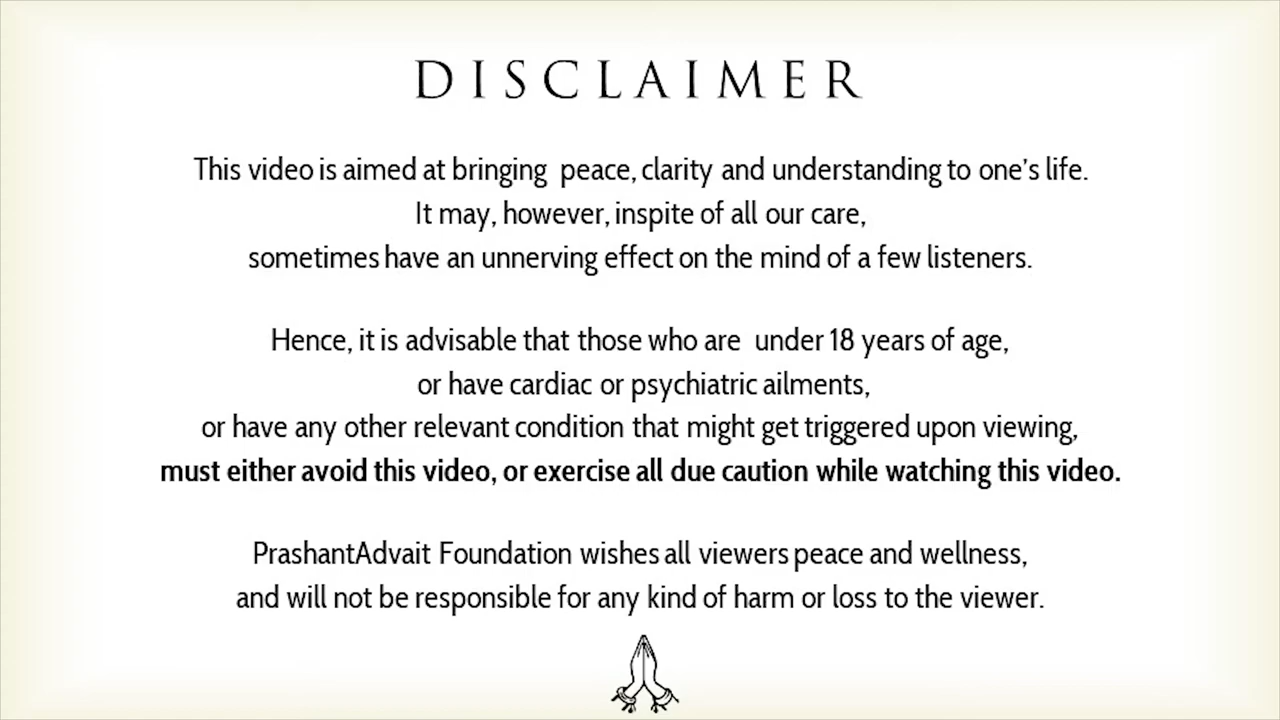 DISCLAIMER
This video is aimed at bringing peace, clarity and understanding to one's life.
It may, however, inspite of all our care,
sometimes have an unnerving effect on the mind of a few listeners.
Hence, it is advisable that those who are under 18 years of age,
or have cardiac or psychiatric ailments,
or have any other relevant condition that might get triggered upon viewing,
must either avoid this video, or exercise all due caution while watching this video.
PrashantAdvait Foundation wishes all viewers peace and wellness,
and will not be responsible for any kind of harm or loss to the viewer.